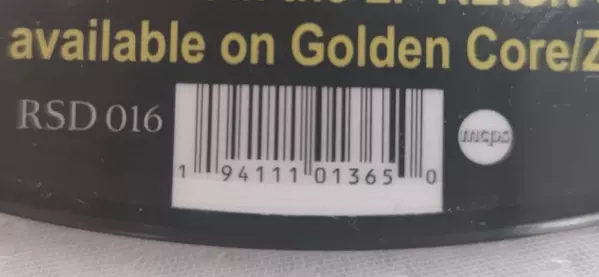 available on Golden Core/Z
RSD 016
mcps
1 94111 01365 0